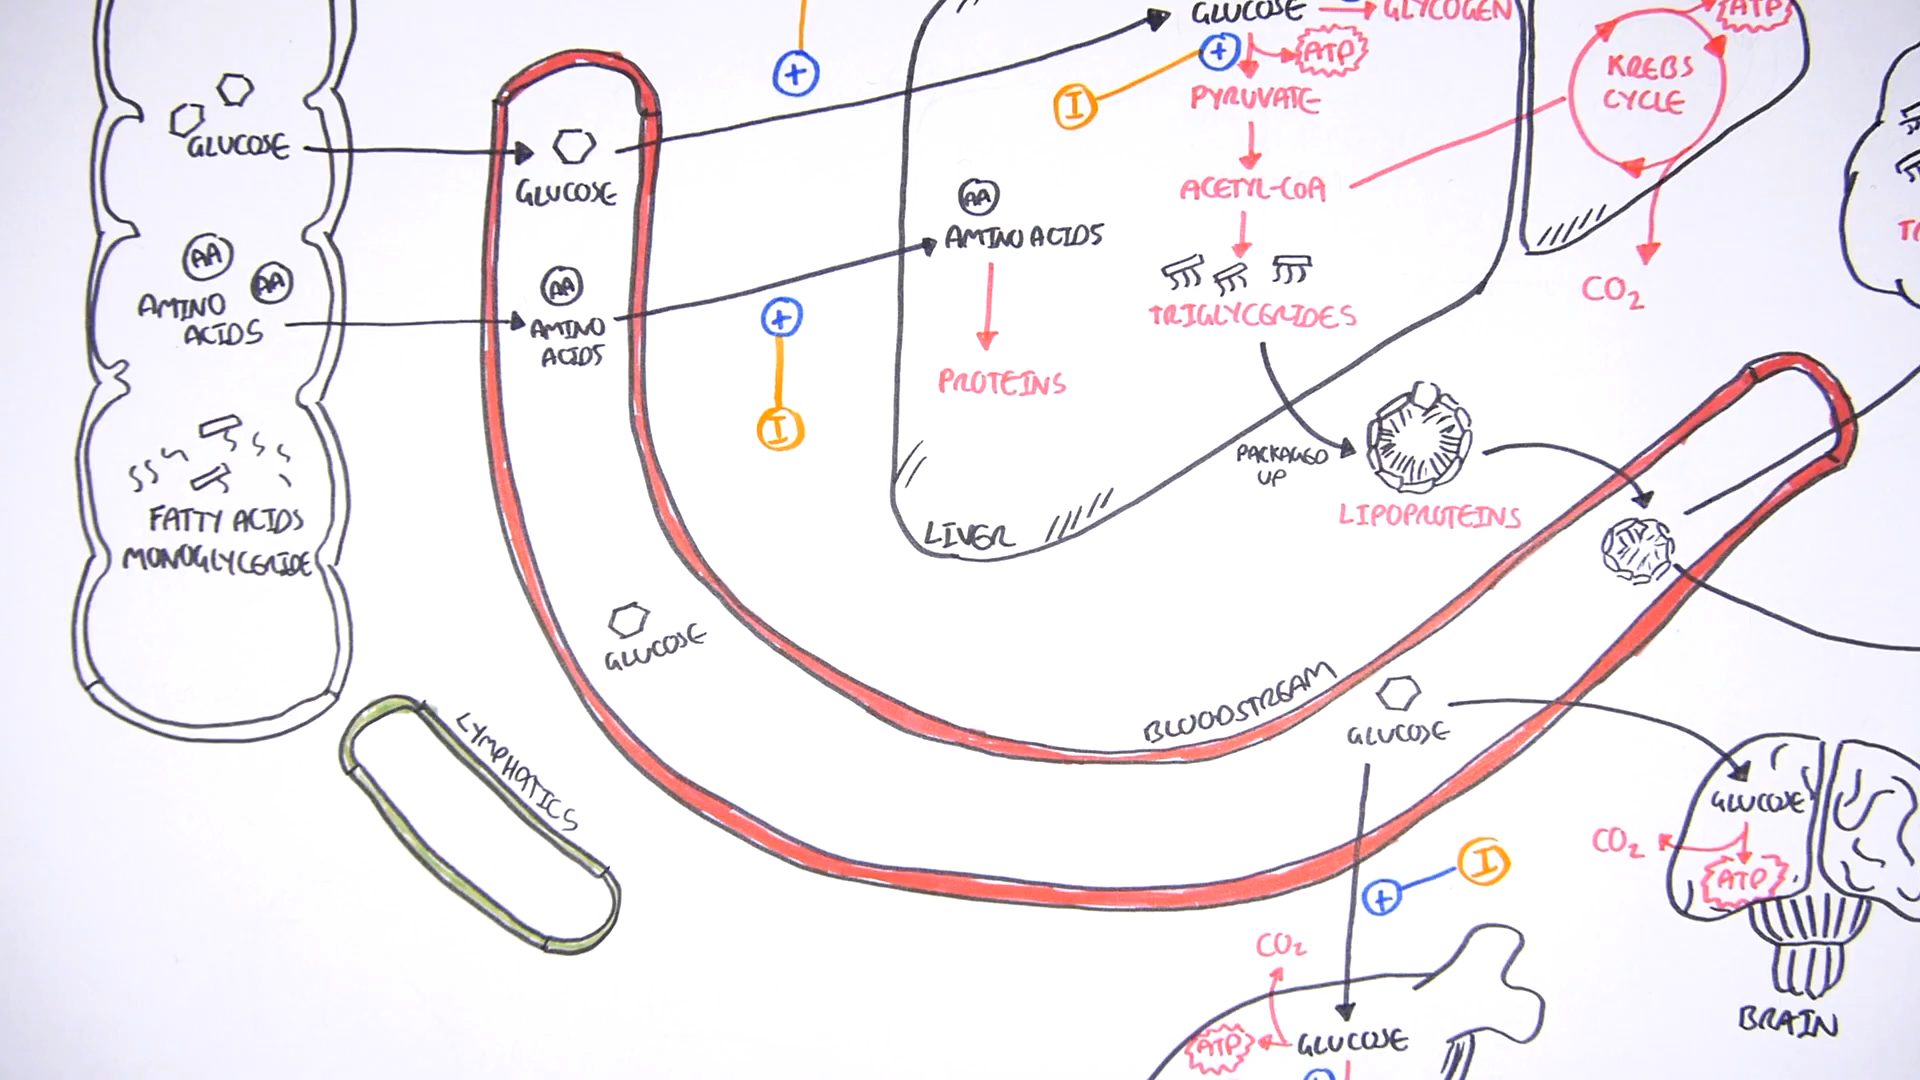 GLUCOSE
AMINO
ACIDS
AA
AA
FATTY ACIDS
MONOGLYCERIDE
LYMPHATICS
GLUCOSE
AA
AMINO
ACIDS
GLUCOSE
BLOODSTREAM
GLUCOSE
+
+
I
GLUCOSE
GLYCOGEN
+
ATP
I
PYRUVATE
ACETYL-COA
TRIGLYCERIDES
AA
AMINO ACIDS
PROTEINS
LIVER
PACKAGED
UP
LIPOPROTEINS
KREBS
CYCLE
ATP
CO2
GLUCOSE
CO2
ATP
BRAIN
+
I
CO2
ATP
GLUCOSE